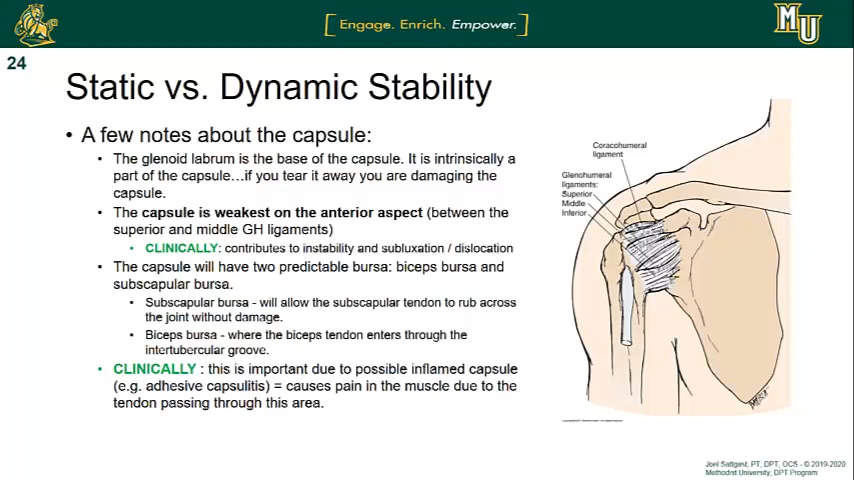 [ Engage. Enrich. Empower. ]
MU
24
Static vs. Dynamic Stability
• A few notes about the capsule:
• The glenoid labrum is the base of the capsule. It is intrinsically a
part of the capsule…if you tear it away you are damaging the
capsule.
• The capsule is weakest on the anterior aspect (between the
superior and middle GH ligaments)
• CLINICALLY: contributes to instability and subluxation / dislocation
• The capsule will have two predictable bursa: biceps bursa and
subscapular bursa.
• Subscapular bursa - will allow the subscapular tendon to rub across
the joint without damage.
• Biceps bursa - where the biceps tendon enters through the
intertubercular groove.
• CLINICALLY : this is important due to possible inflamed capsule
(e.g. adhesive capsulitis) = causes pain in the muscle due to the
tendon passing through this area.
Coracohumeral
ligament
Glenohumeral
ligaments:
Superior
Middle
Inferior
Joel Sattgast, PT, DPT, OCS - © 2019-2020
Methodist University, DPT Program